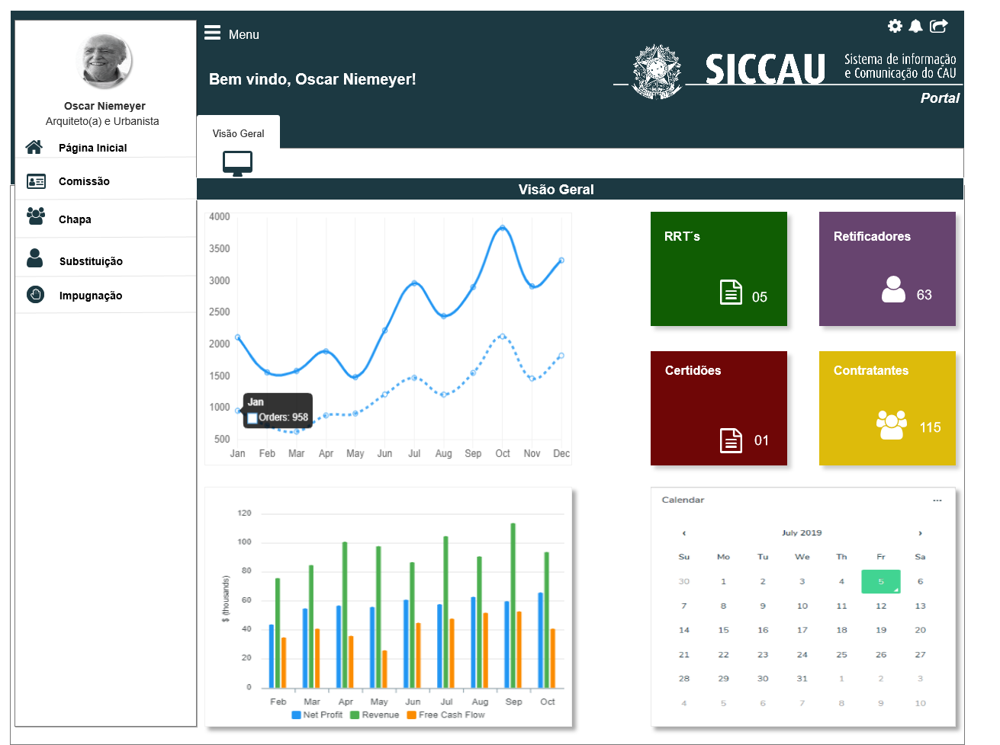 Menu
Bem vindo, Oscar Niemeyer!
SICCAU
Sistema de informação
e Comunicação do CAU
Portal
Oscar Niemeyer
Arquiteto(a) e Urbanista
Página Inicial
Comissão
Chapa
Substituição
Impugnação
Visão Geral
Visão Geral
4000
3500
3000
2500
2000
1500
1000
500
Jan
Orders: 958
Jan Feb Mar Apr May Jun Jul Aug Sep Oct Nov Dec
RRT´s
05
Retificadores
63
Certidões
01
Contratantes
115
120
100
80
60
40
20
0
$ (thousands)
Feb Mar Apr May Jun Jul Aug Sep Oct
Net Profit Revenue Free Cash Flow
Calendar ...
‹ July 2019 ›
Su Mo Tu We Th Fr Sa
30 1 2 3 4 5 6
7 8 9 10 11 12 13
14 15 16 17 18 19 20
21 22 23 24 25 26 27
28 29 30 31 1 2 3
4 5 6 7 8 9 10